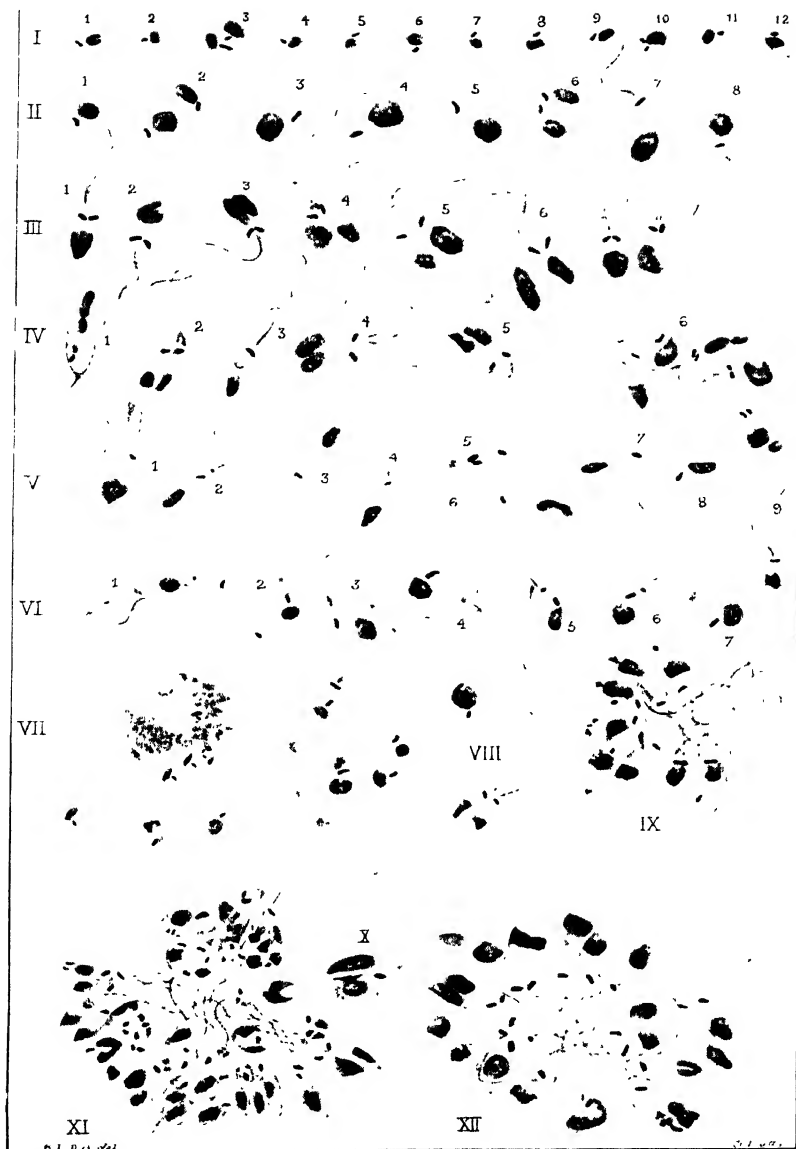 I 1 2 3 4 5 6 7 8 9 10 11 12
II 1 2 3 4 5 6 7 8
III 1 2 3 4 5 6 7
IV 1 2 3 4 5 6
V 1 2 3 4 5 6 7 8 9
VI 1 2 3 4 5 6 7
VII VIII
IX
X
XI XII